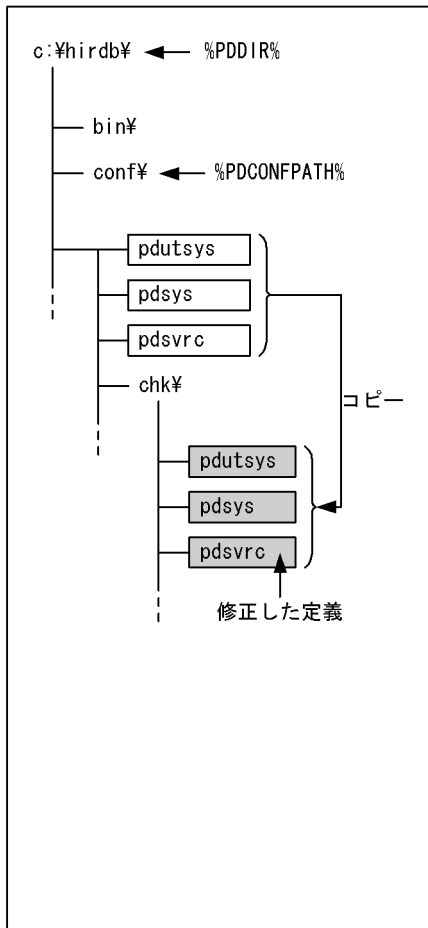 c:¥hirdb¥ %PDDIR%
bin¥
conf¥ %PDCONFPATH%
pdutsys
pdsys
pdsvrc
chk¥
コピー
pdutsys
pdsys
pdsvrc
修正した定義